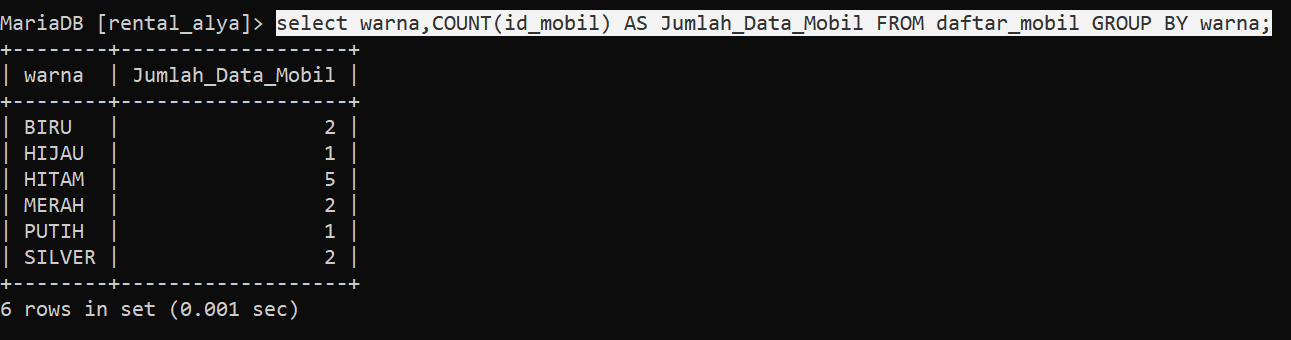 MariaDB [rental_alya]> select warna,COUNT(id_mobil) AS Jumlah_Data_Mobil FROM daftar_mobil GROUP BY warna;
+--------+-------------------+
| warna  | Jumlah_Data_Mobil |
+--------+-------------------+
| BIRU   |                 2 |
| HIJAU  |                 1 |
| HITAM  |                 5 |
| MERAH  |                 2 |
| PUTIH  |                 1 |
| SILVER |                 2 |
+--------+-------------------+
6 rows in set (0.001 sec)